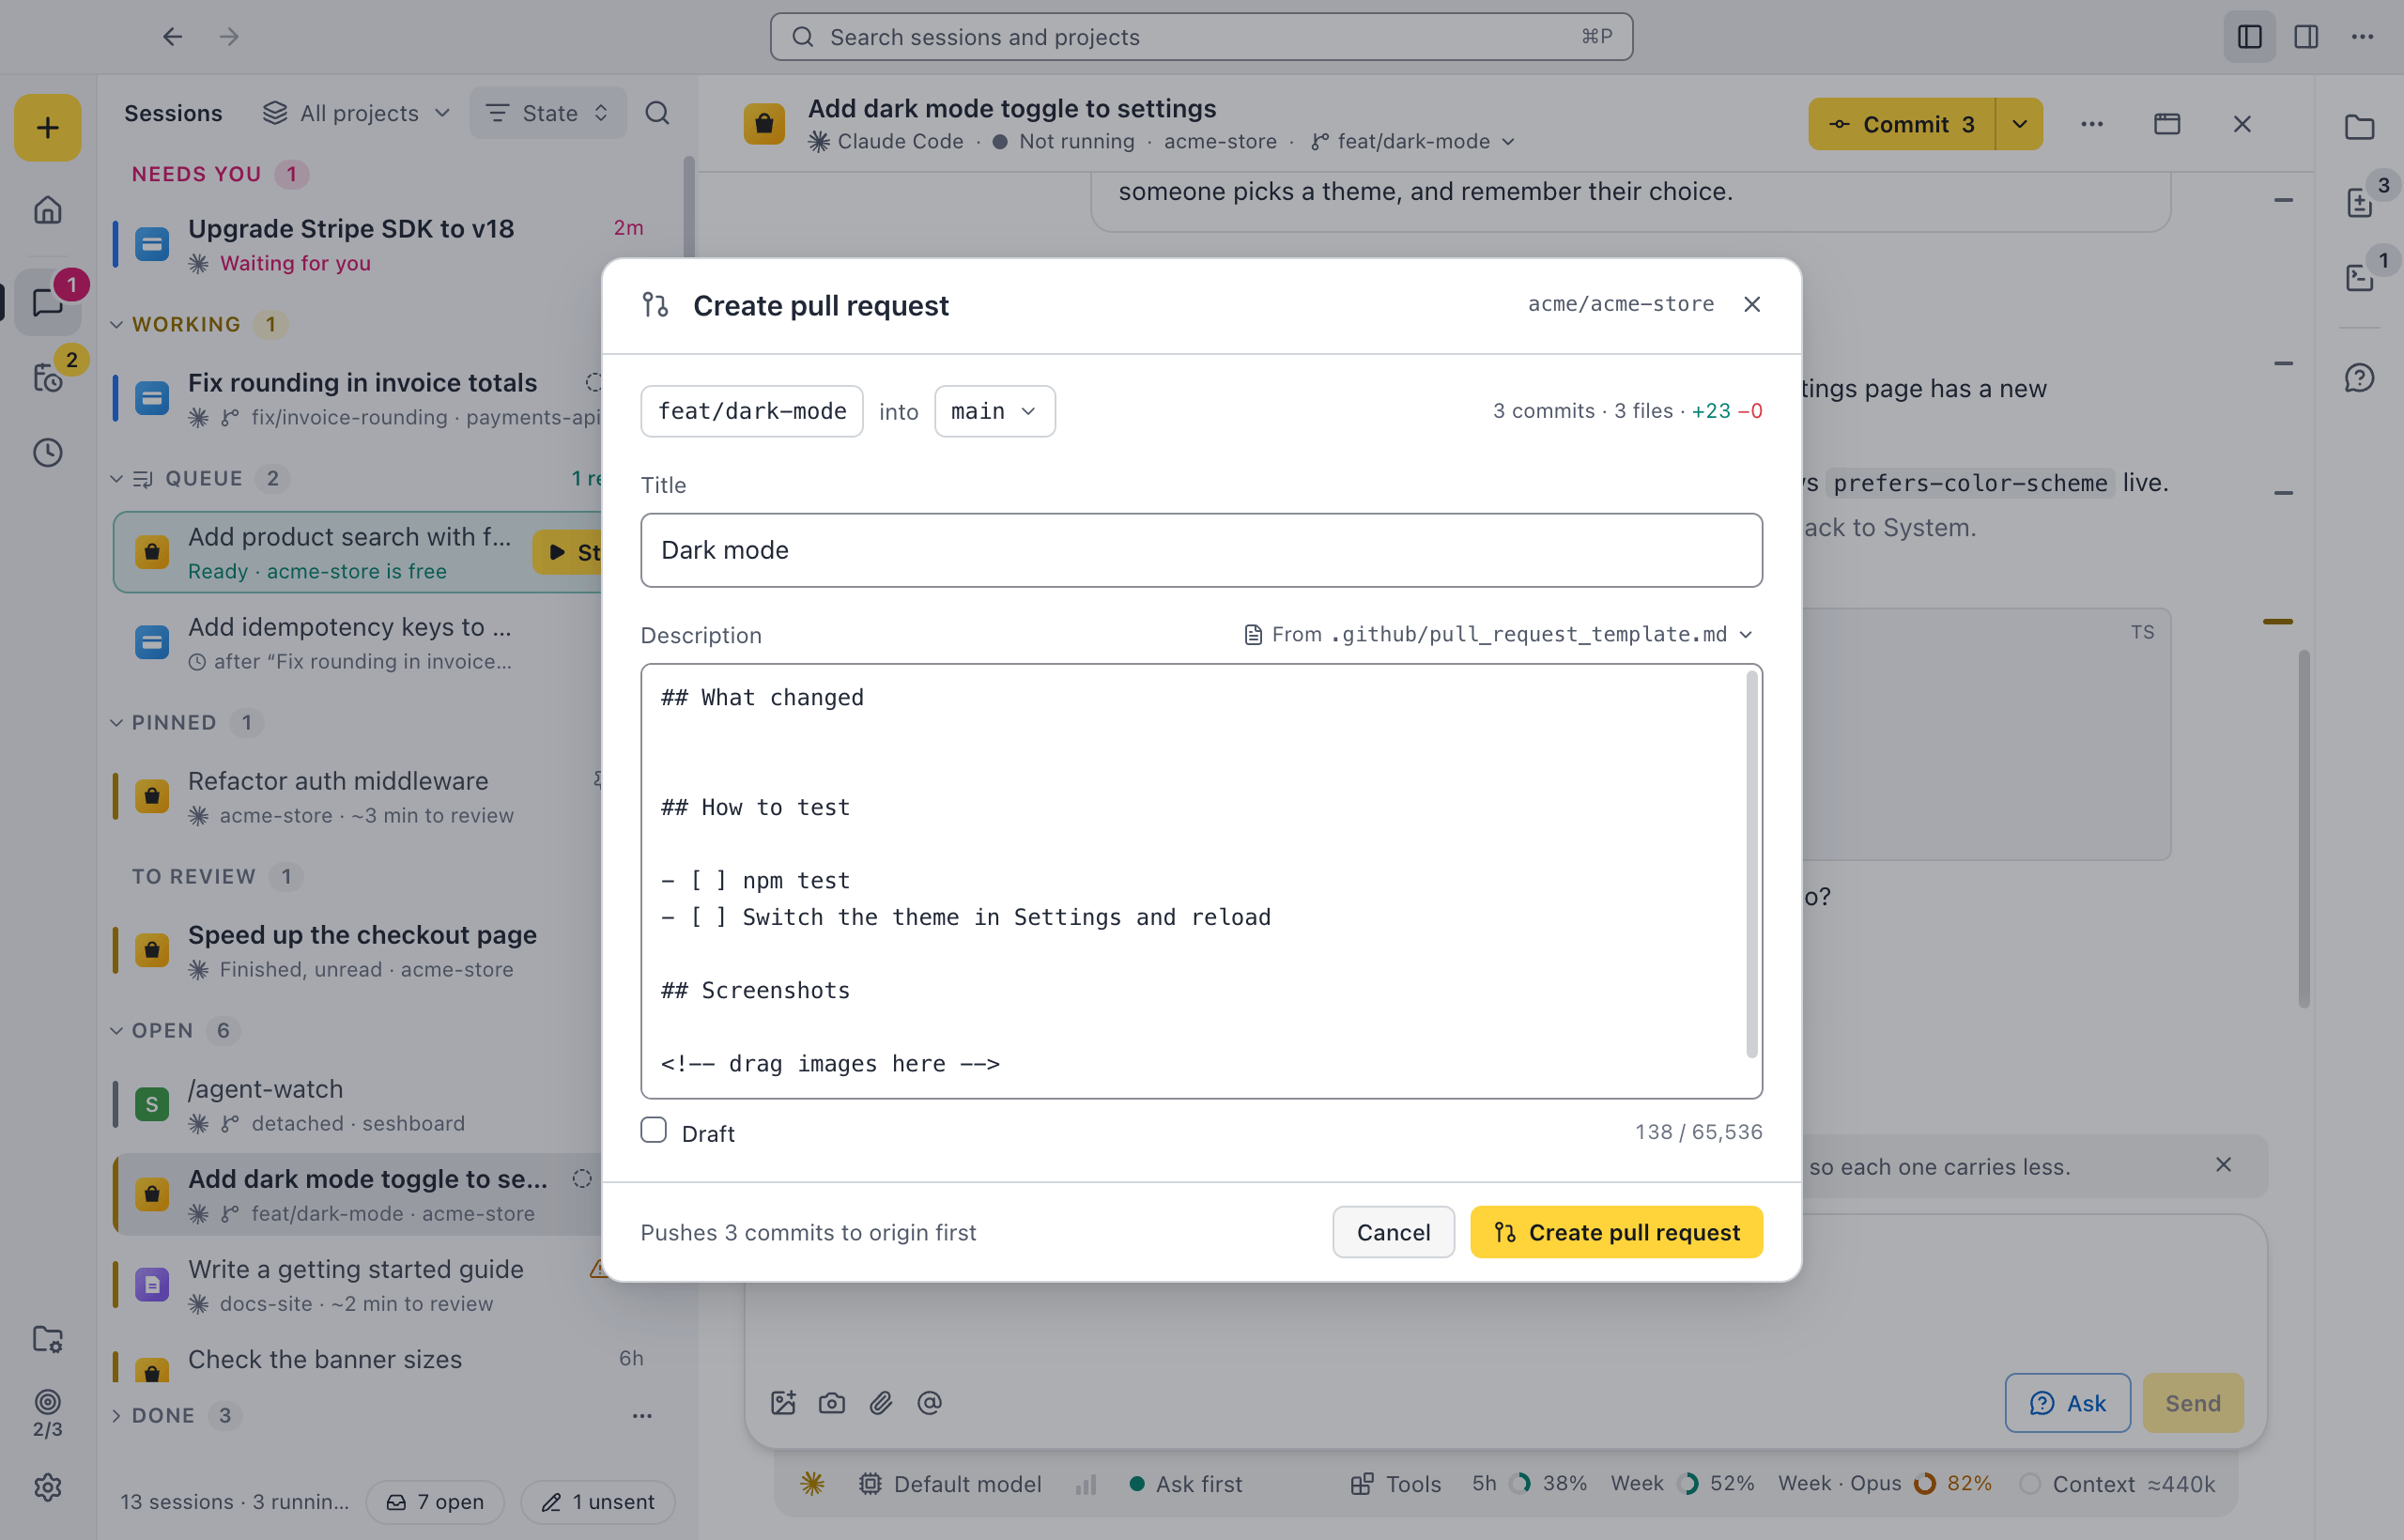 Search sessions and projects ⌘P
Sessions All projects State
Add dark mode toggle to settings
Claude Code · Not running · acme-store · feat/dark-mode
Commit 3
NEEDS YOU 1
Upgrade Stripe SDK to v18 2m
Waiting for you
WORKING 1
Fix rounding in invoice totals
fix/invoice-rounding · payments-api
QUEUE 2
Add product search with f...
Ready · acme-store is free
Add idempotency keys to ...
after “Fix rounding in invoice...
PINNED 1
Refactor auth middleware
acme-store · ~3 min to review
TO REVIEW 1
Speed up the checkout page
Finished, unread · acme-store
OPEN 6
S
/agent-watch
detached · seshboard
Add dark mode toggle to se...
feat/dark-mode · acme-store
Write a getting started guide
docs-site · ~2 min to review
Check the banner sizes 6h
DONE 3
13 sessions · 3 runnin... 7 open 1 unsent
1
2
2/3
someone picks a theme, and remember their choice.
Create pull request acme/acme-store
feat/dark-mode into main 3 commits · 3 files · +23 −0
Title
Dark mode
Description From .github/pull_request_template.md
## What changed
## How to test
- [ ] npm test
- [ ] Switch the theme in Settings and reload
## Screenshots
<!-- drag images here -->
Draft 138 / 65,536
Pushes 3 commits to origin first Cancel Create pull request
page has a new
prefers-color-scheme live.
to System.
TS
so each one carries less.
Ask Send
Default model Ask first Tools 5h 38% Week 52% Week · Opus 82% Context ≈440k
3
1